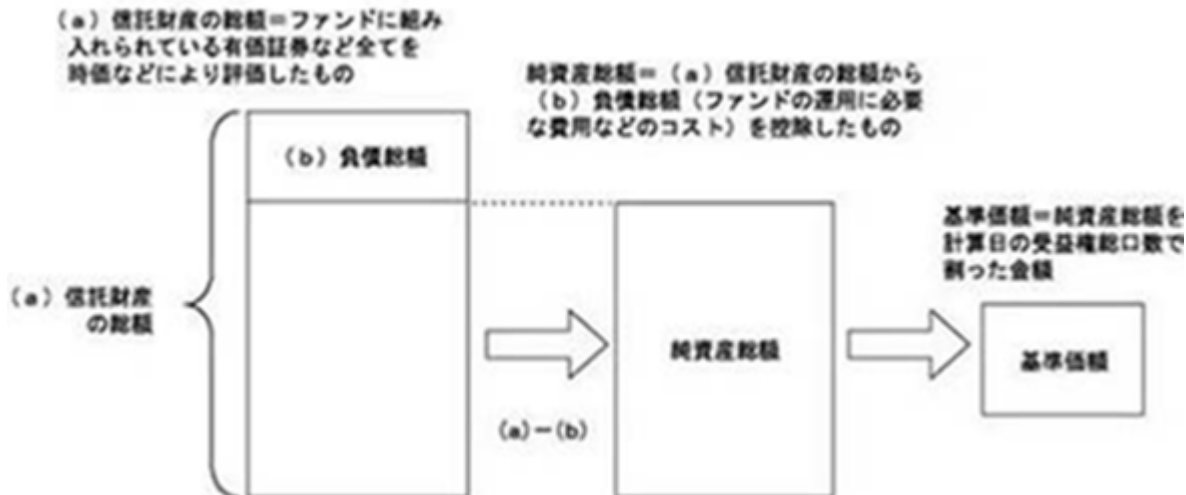 (a)信託財産の総額＝ファンドに組み
入れられている有価証券など全てを
時価などにより評価したもの
純資産総額＝(a)信託財産の総額から
(b)負債総額(ファンドの運用に必要
な費用などのコスト)を控除したもの
(b)負債総額
基準価額＝純資産総額を
計算日の受益権総口数で
割った金額
(a)信託財産
の総額
純資産総額
基準価額
(a)－(b)